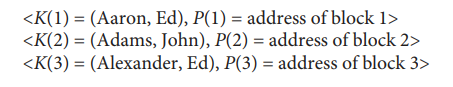 <K(1) = (Aaron, Ed), P(1) = address of block 1>
<K(2) = (Adams, John), P(2) = address of block 2>
<K(3) = (Alexander, Ed), P(3) = address of block 3>